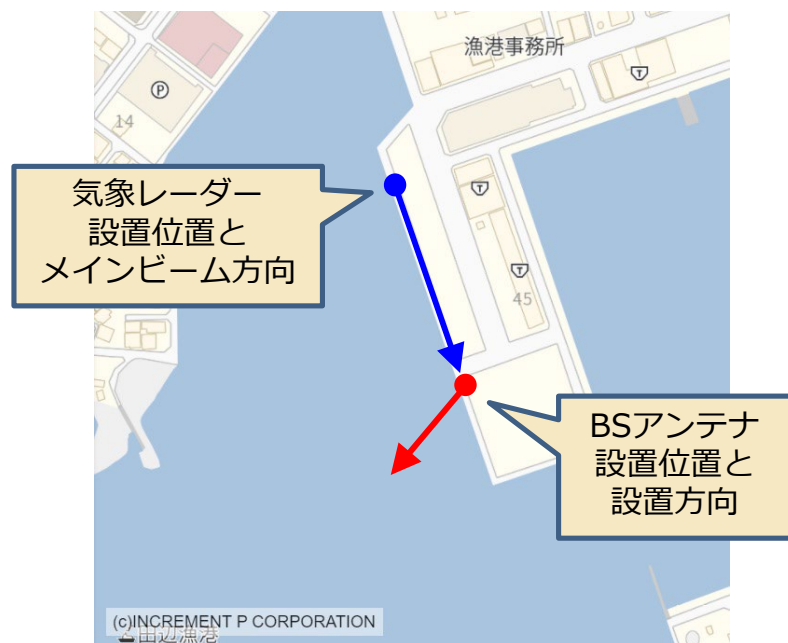 漁港事務所
P
14
T
気象レーダー
設置位置と
メインビーム方向
T
T
45
BSアンテナ
設置位置と
設置方向
(c)INCREMENT P CORPORATION
田辺漁港